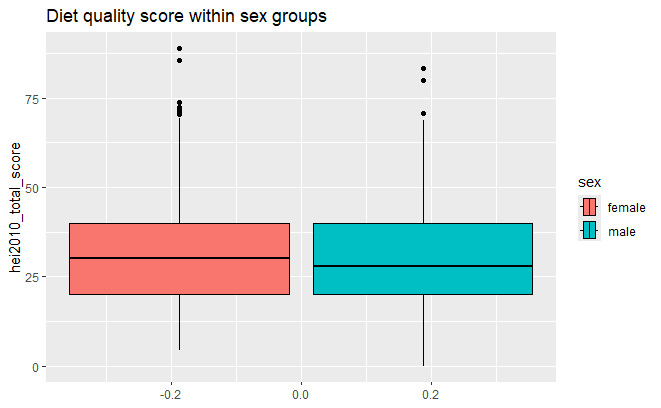 Diet quality score within sex groups
hei2010_total_score
75
50
25
0
-0.2
0.0
0.2
sex
female
male